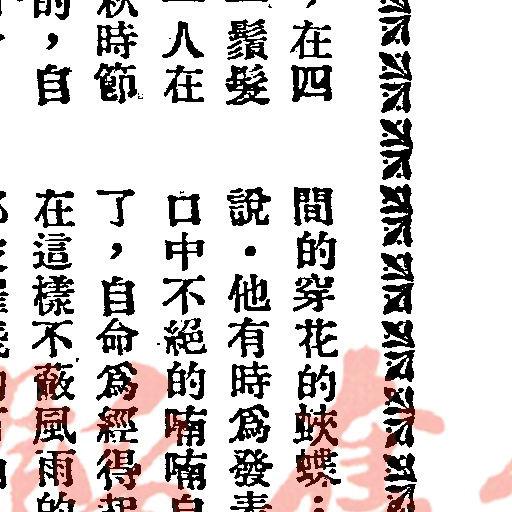 ，在四
鬚髮
人在
秋時節
的，自
間的穿花的蛺蝶：
說．他有時爲發表
口中不絕的喃喃自
了，自命爲經得起
在這樣不蔽風雨的